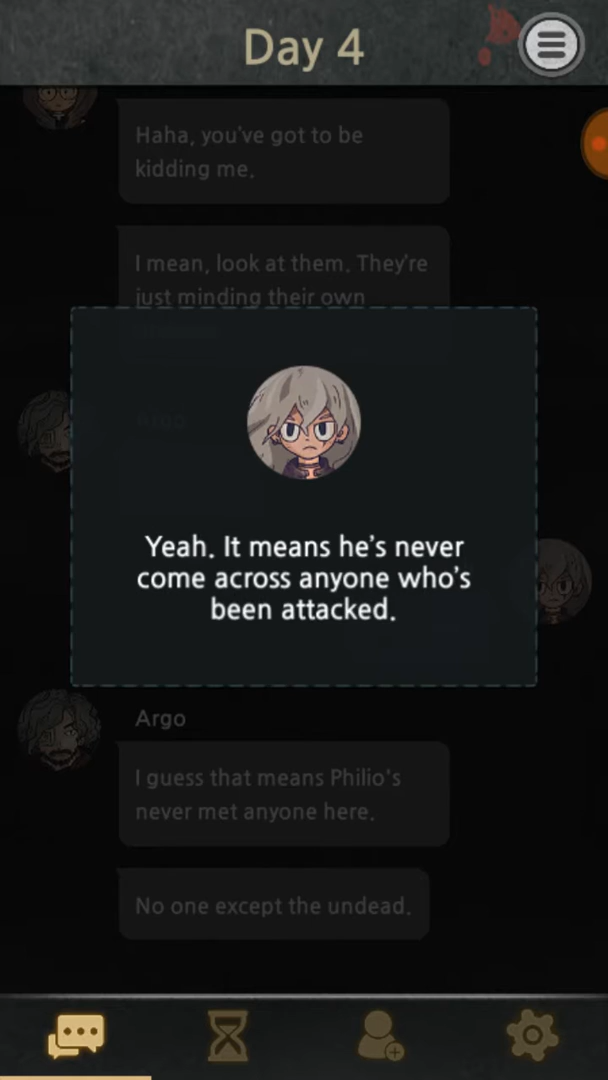 Day 4
Haha, you've got to be
kidding me.
I mean, look at them. They're
just minding their own
Argo
Yeah. It means he's never
come across anyone who's
been attacked.
Argo
I guess that means Philio's
never met anyone here.
No one except the undead.